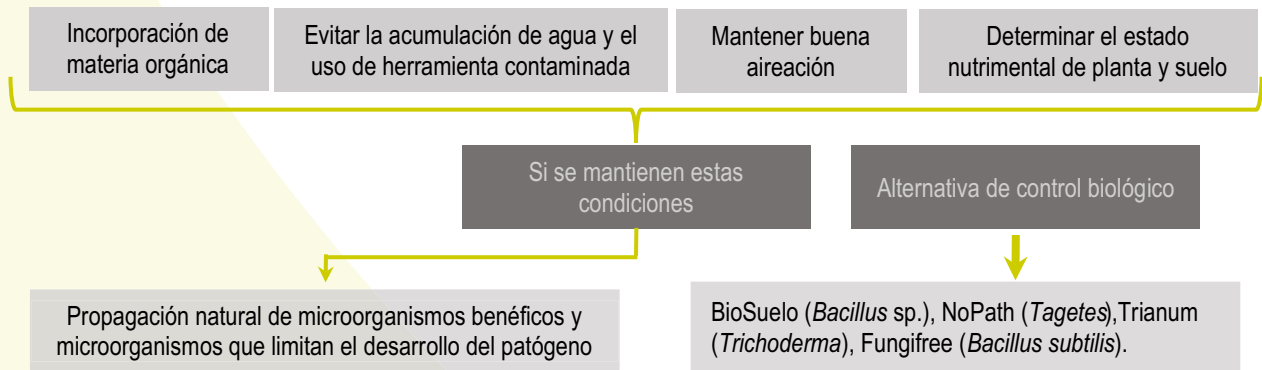 Incorporación de
materia orgánica
Evitar la acumulación de agua y el
uso de herramienta contaminada
Mantener buena
aireación
Determinar el estado
nutrimental de planta y suelo
Si se mantienen estas
condiciones
Alternativa de control biológico
Propagación natural de microorganismos benéficos y
microorganismos que limitan el desarrollo del patógeno
BioSuelo (Bacillus sp.), NoPath (Tagetes),Trianum
(Trichoderma), Fungifree (Bacillus subtilis).